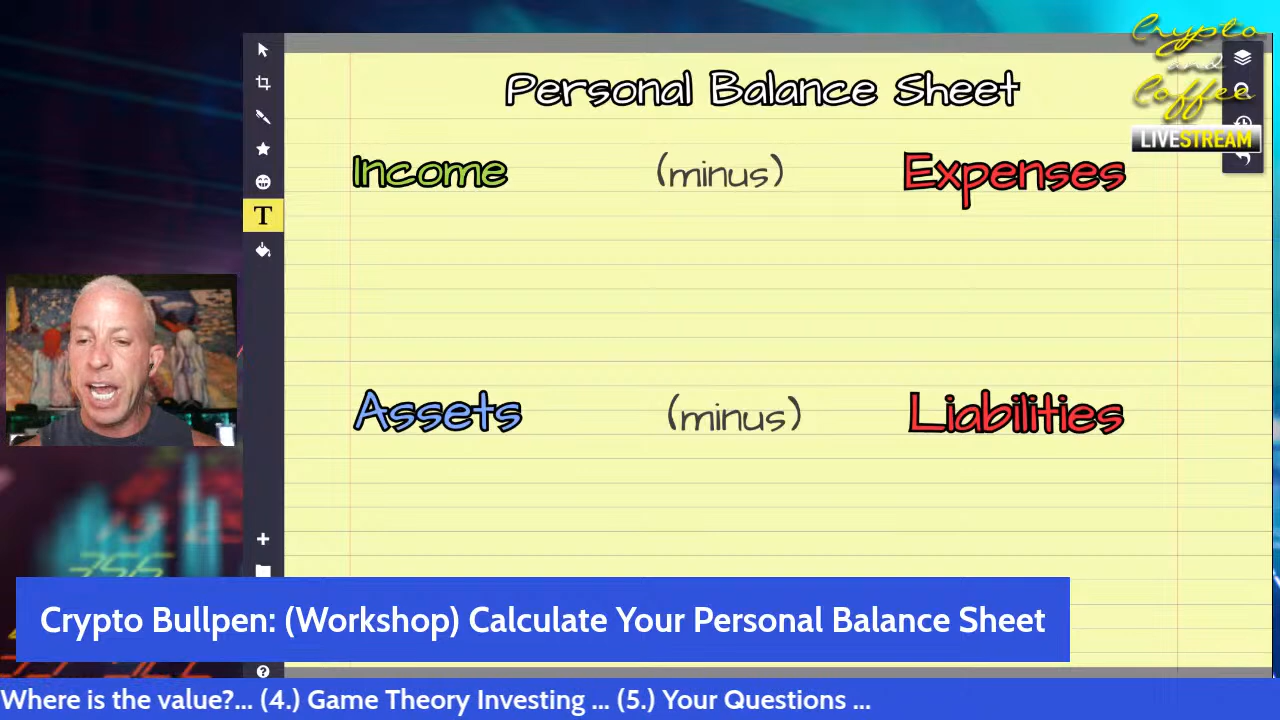 Crypto
and
Coffee
LIVESTREAM
Personal Balance Sheet
Income (minus) Expenses
Assets (minus) Liabilities
T
Crypto Bullpen: (Workshop) Calculate Your Personal Balance Sheet
Where is the value?... (4.) Game Theory Investing ... (5.) Your Questions ...